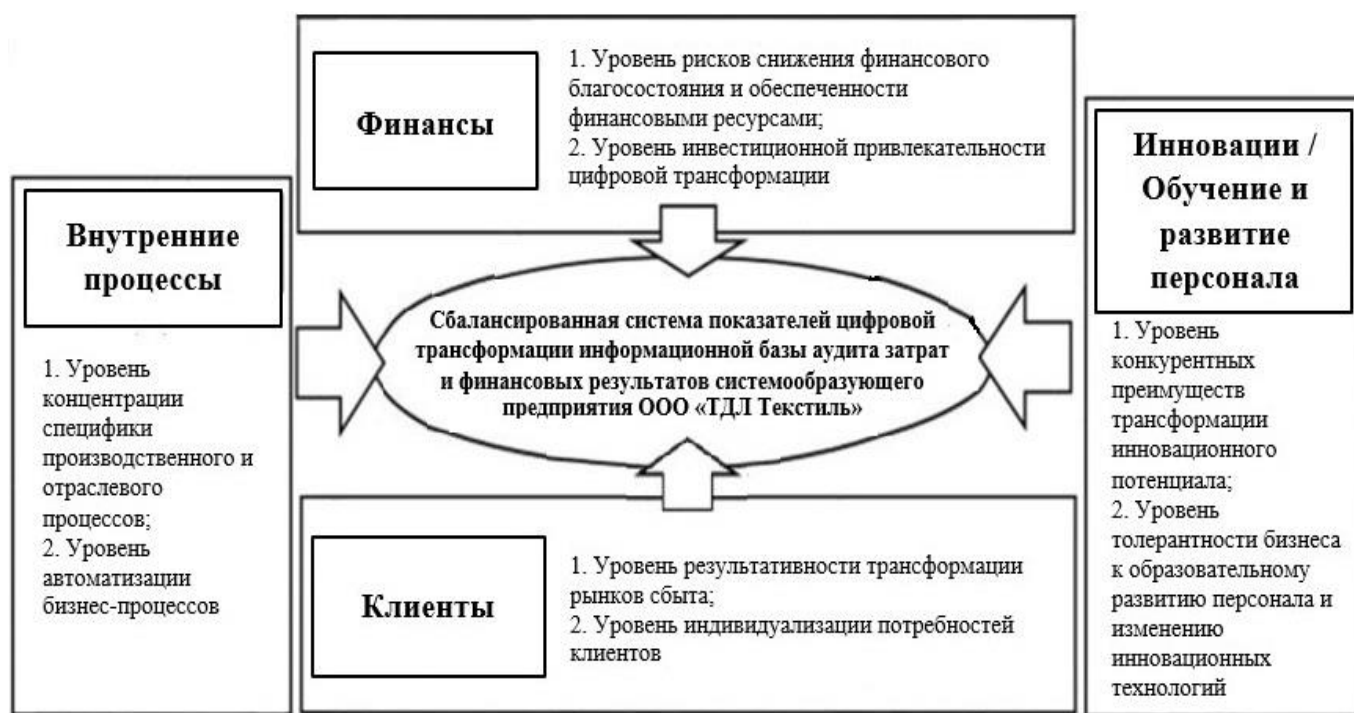 Финансы
1. Уровень рисков снижения финансового
благосостояния и обеспеченности
финансовыми ресурсами;
2. Уровень инвестиционной привлекательности
цифровой трансформации
Внутренние
процессы
1. Уровень
концентрации
специфики
производственного и
отраслевого
процессов;
2. Уровень
автоматизации
бизнес-процессов
Сбалансированная система показателей цифровой
трансформации информационной базы аудита затрат
и финансовых результатов системообразующего
предприятия ООО «ТДЛ Текстиль»
Инновации /
Обучение и
развитие
персонала
1. Уровень
конкурентных
преимуществ
трансформации
инновационного
потенциала;
2. Уровень
толерантности бизнеса
к образовательному
развитию персонала и
изменению
инновационных
технологий
Клиенты
1. Уровень результативности трансформации
рынков сбыта;
2. Уровень индивидуализации потребностей
клиентов